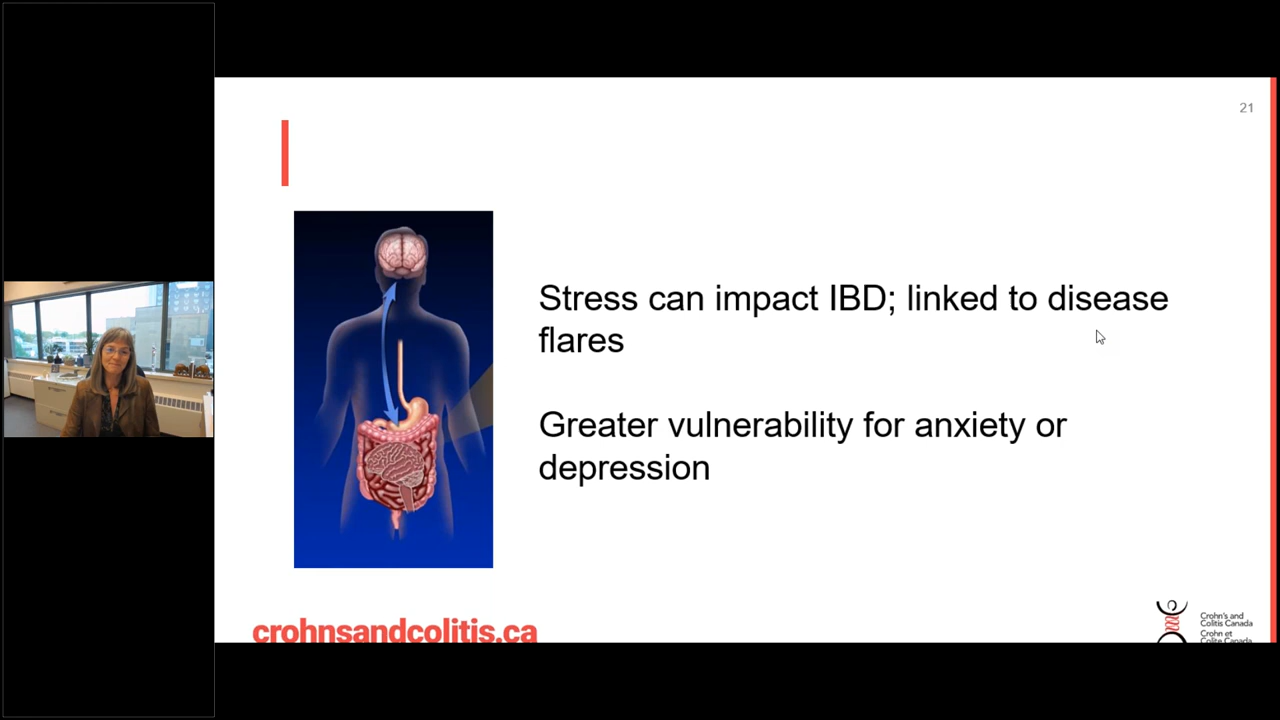 21
Stress can impact IBD; linked to disease
flares
Greater vulnerability for anxiety or
depression
crohnsandcolitis.ca
Crohn's and
Colitis Canada
Crohn et
Colite Canada